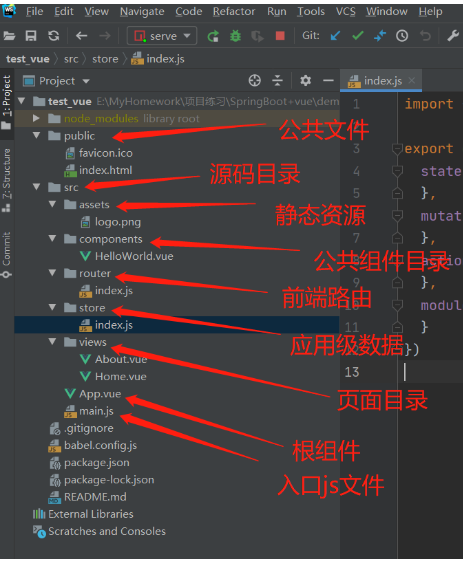 File Edit View Navigate Code Refactor Run Tools VCS Window Help
serve Git:
test_vue src store index.js
Project index.js
1: Project
7: Structure
Commit
test_vue E:\MyHomework\项目练习\SpringBoot+vue\dem
node_modules library root
public 公共文件
favicon.ico
index.html
src 源码目录
assets 静态资源
logo.png
components 公共组件目录
HelloWorld.vue
router 前端路由
index.js
store 应用级数据
index.js
views 页面目录
About.vue
Home.vue
App.vue 根组件
main.js 入口js文件
.gitignore
babel.config.js
package.json
package-lock.json
README.md
External Libraries
Scratches and Consoles
1 import
3 export
4 state
5 },
6 mutat
7 },
8 actio
9 },
10 modul
11 }
12 })
13